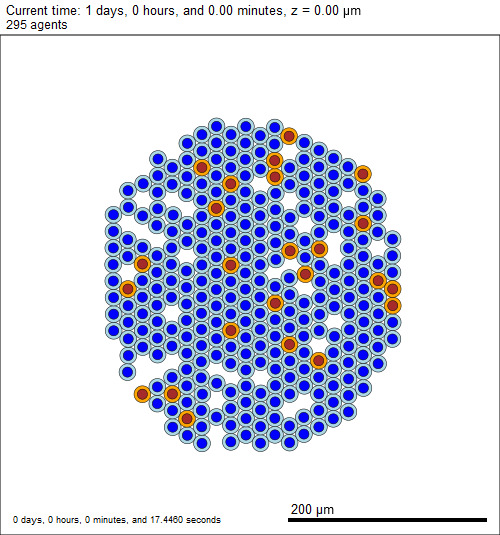 Current time: 1 days, 0 hours, and 0.00 minutes, z = 0.00 μm
295 agents
200 μm
0 days, 0 hours, 0 minutes, and 17.4460 seconds